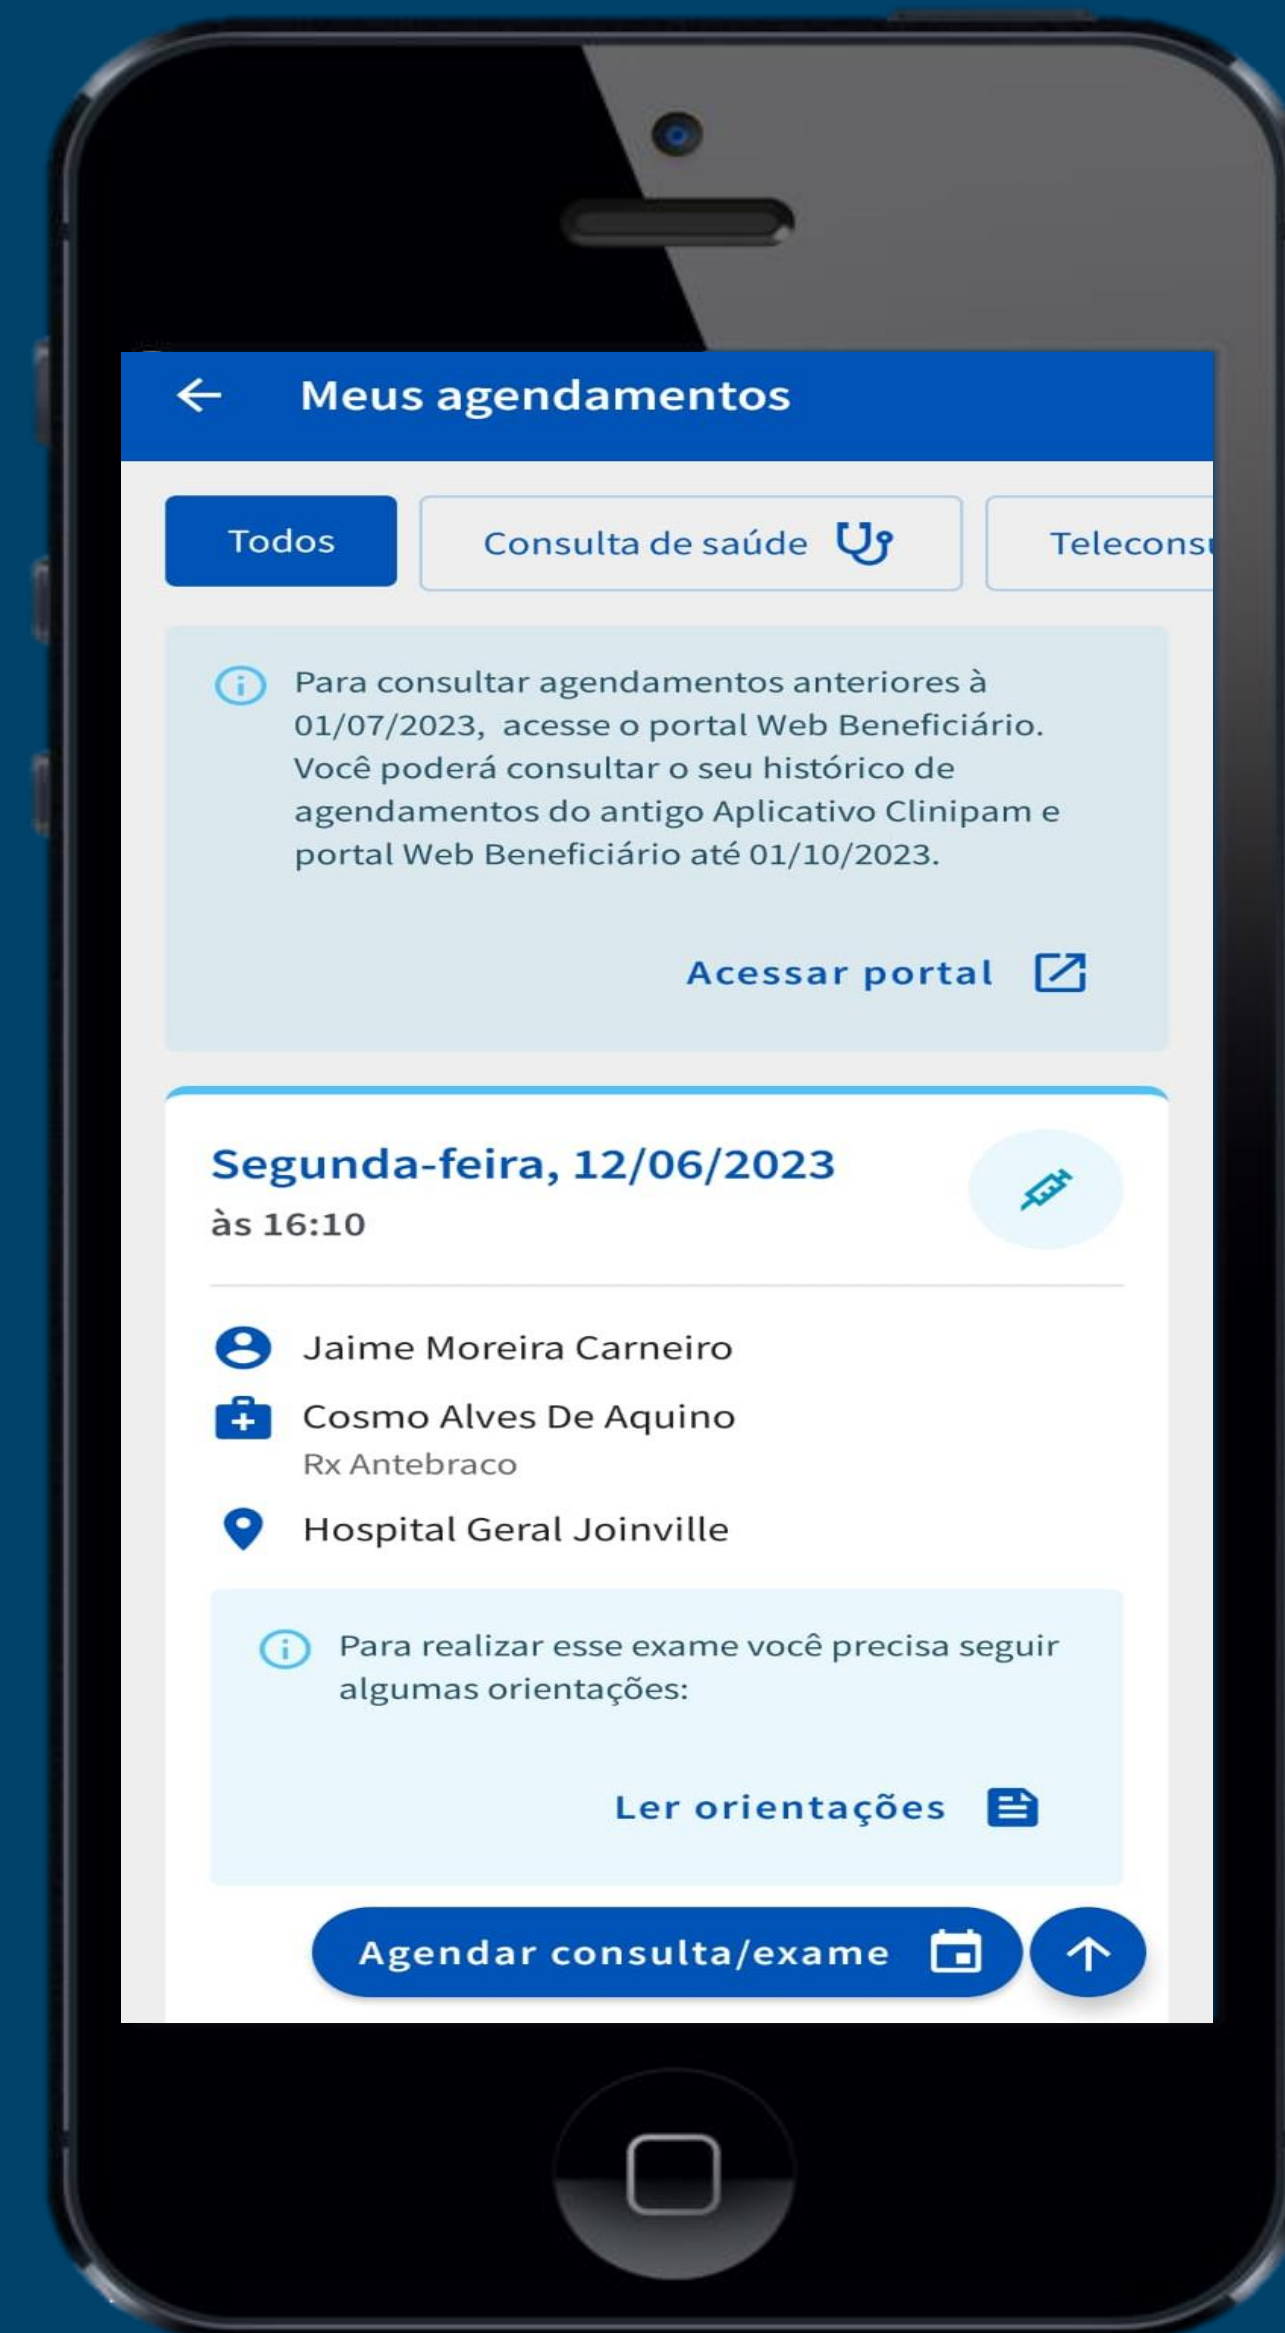 Meus agendamentos
Todos
Consulta de saúde
Teleconsu
Para consultar agendamentos anteriores à
01/07/2023, acesse o portal Web Beneficiário.
Você poderá consultar o seu histórico de
agendamentos do antigo Aplicativo Clinipam e
portal Web Beneficiário até 01/10/2023.
Acessar portal
Segunda-feira, 12/06/2023
às 16:10
Jaime Moreira Carneiro
Cosmo Alves De Aquino
Rx Antebraco
Hospital Geral Joinville
Para realizar esse exame você precisa seguir
algumas orientações:
Ler orientações
Agendar consulta/exame